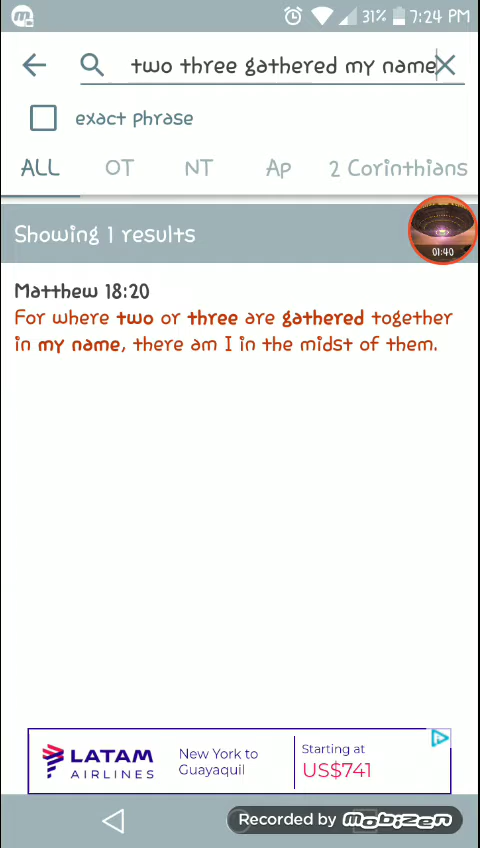 31% 7:24 PM
two three gathered my name
exact phrase
ALL OT NT Ap 2 Corinthians
Showing 1 results
01:40
Matthew 18:20
For where two or three are gathered together
in my name, there am I in the midst of them.
LATAM
AIRLINES
New York to
Guayaquil
Starting at
US$741
Recorded by mobizen